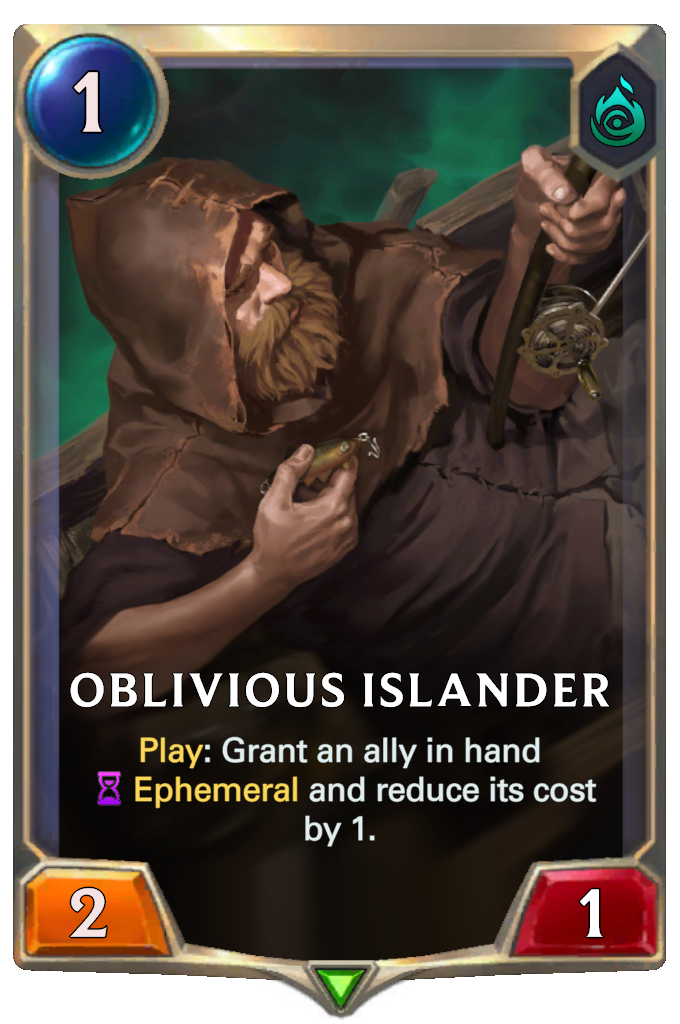 1
OBLIVIOUS ISLANDER
Play: Grant an ally in hand
Ephemeral and reduce its cost
by 1.
2
1